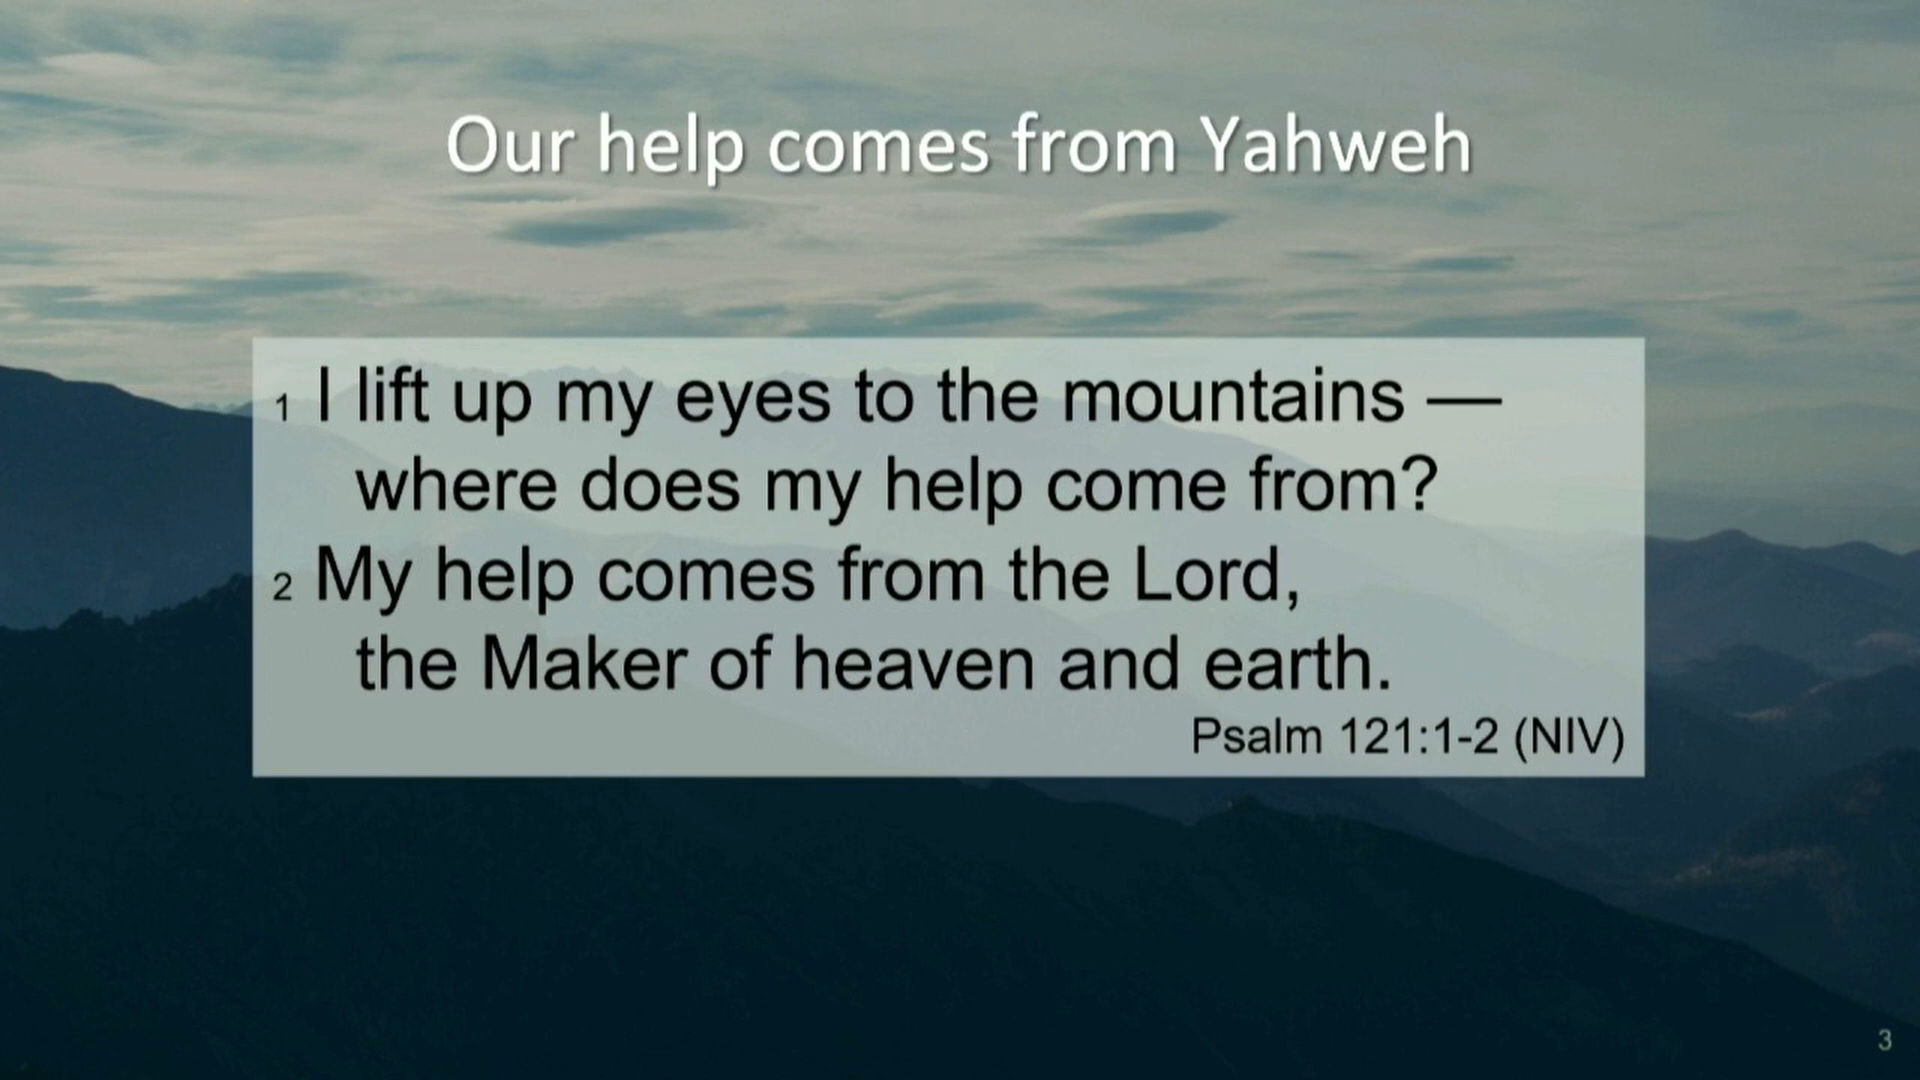 Our help comes from Yahweh
1 I lift up my eyes to the mountains —
where does my help come from?
2 My help comes from the Lord,
the Maker of heaven and earth.
Psalm 121:1-2 (NIV)
3